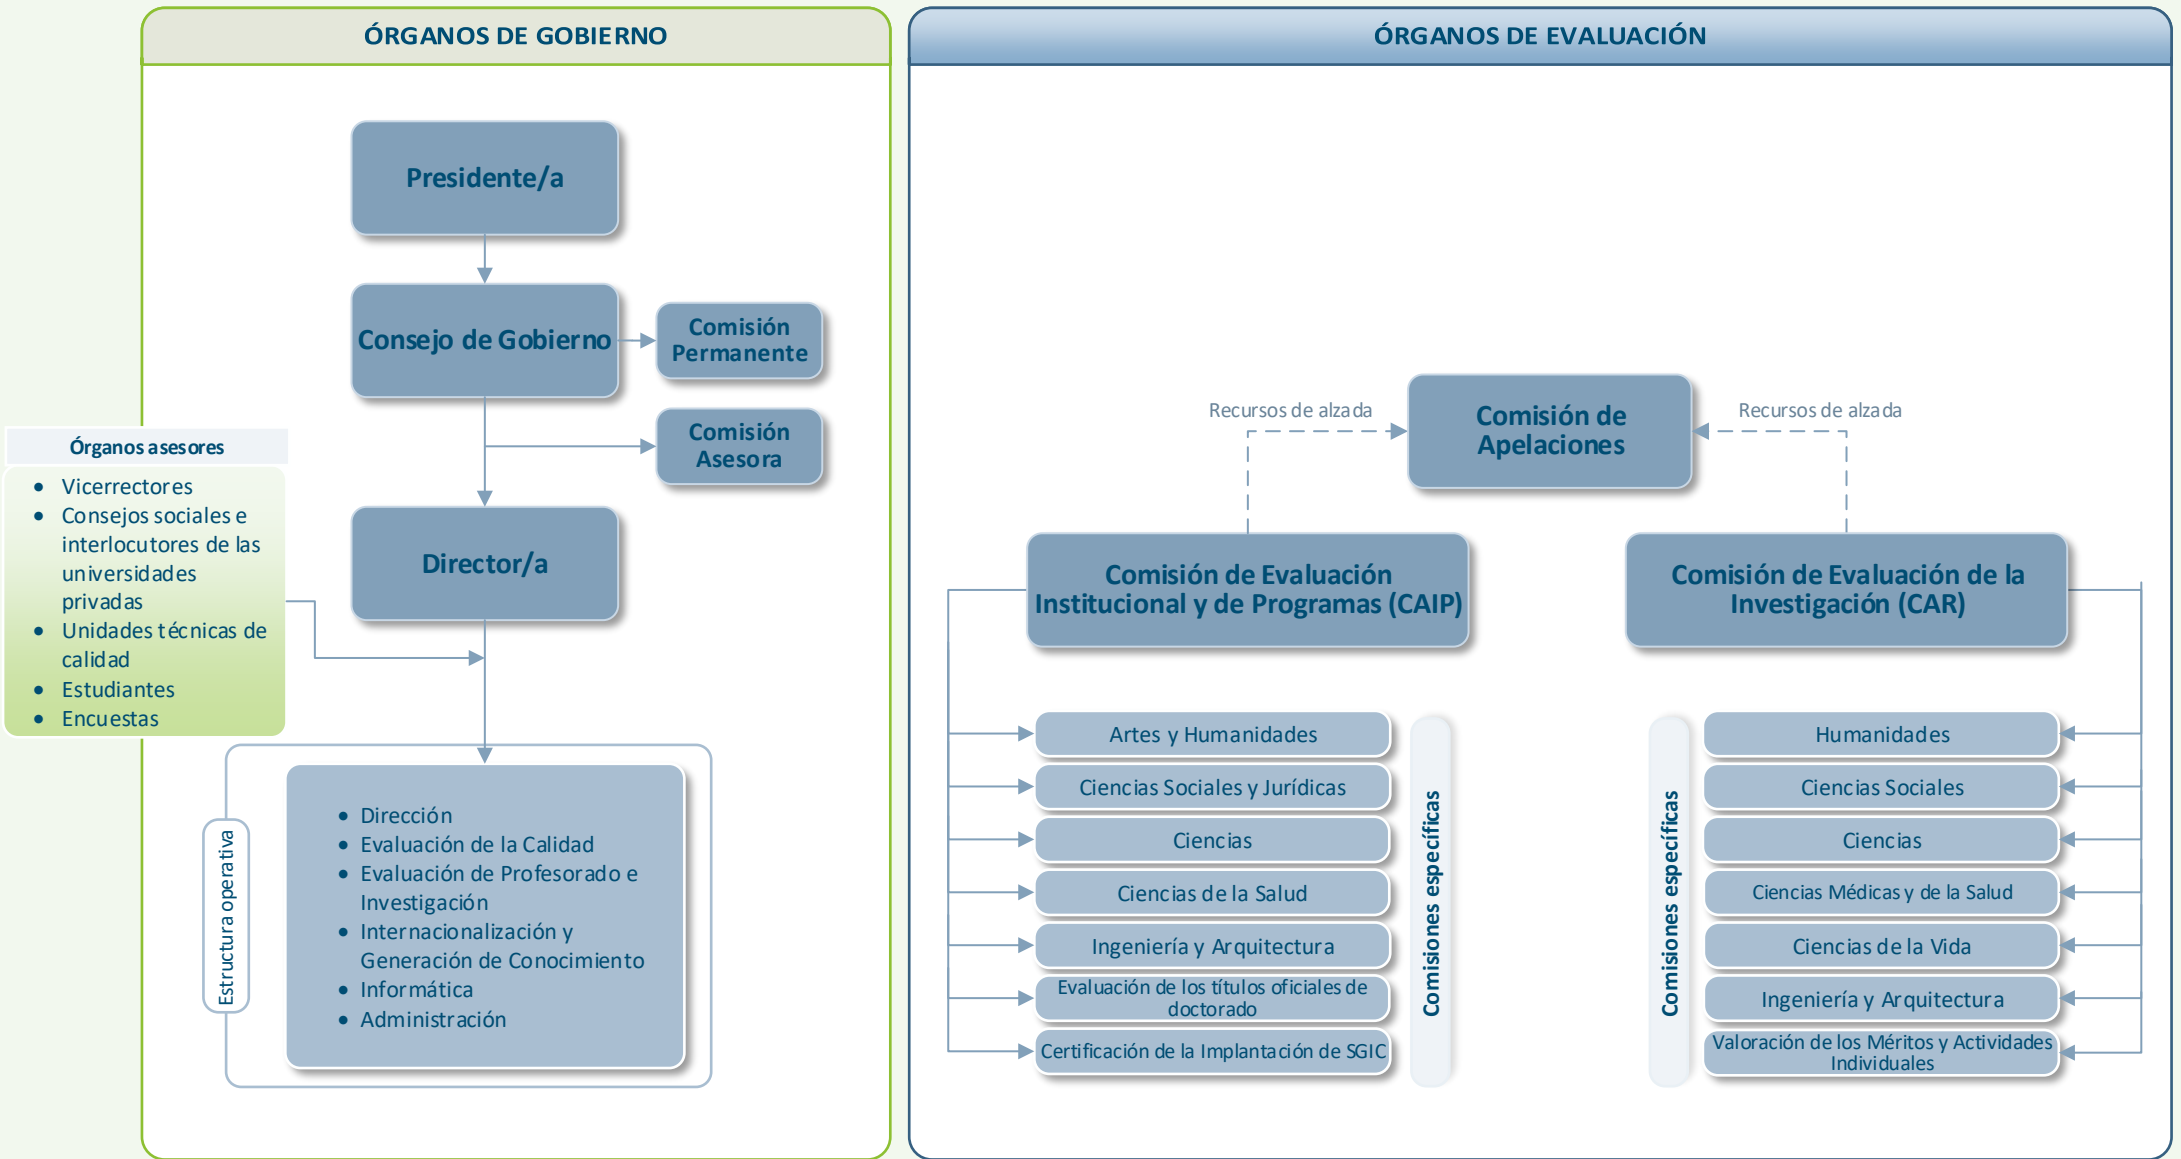 ÓRGANOS DE GOBIERNO
Presidente/a
Consejo de Gobierno
Comisión
Permanente
Comisión
Asesora
Director/a
Órganos asesores
• Vicerrectores
• Consejos sociales e
interlocutores de las
universidades
privadas
• Unidades técnicas de
calidad
• Estudiantes
• Encuestas
Estructura operativa
• Dirección
• Evaluación de la Calidad
• Evaluación de Profesorado e
Investigación
• Internacionalización y
Generación de Conocimiento
• Informática
• Administración
ÓRGANOS DE EVALUACIÓN
Comisión de
Apelaciones
Recursos de alzada
Recursos de alzada
Comisión de Evaluación
Institucional y de Programas (CAIP)
Artes y Humanidades
Ciencias Sociales y Jurídicas
Ciencias
Ciencias de la Salud
Ingeniería y Arquitectura
Evaluación de los títulos oficiales de
doctorado
Certificación de la Implantación de SGIC
Comisiones específicas
Comisión de Evaluación de la
Investigación (CAR)
Comisiones específicas
Humanidades
Ciencias Sociales
Ciencias
Ciencias Médicas y de la Salud
Ciencias de la Vida
Ingeniería y Arquitectura
Valoración de los Méritos y Actividades
Individuales